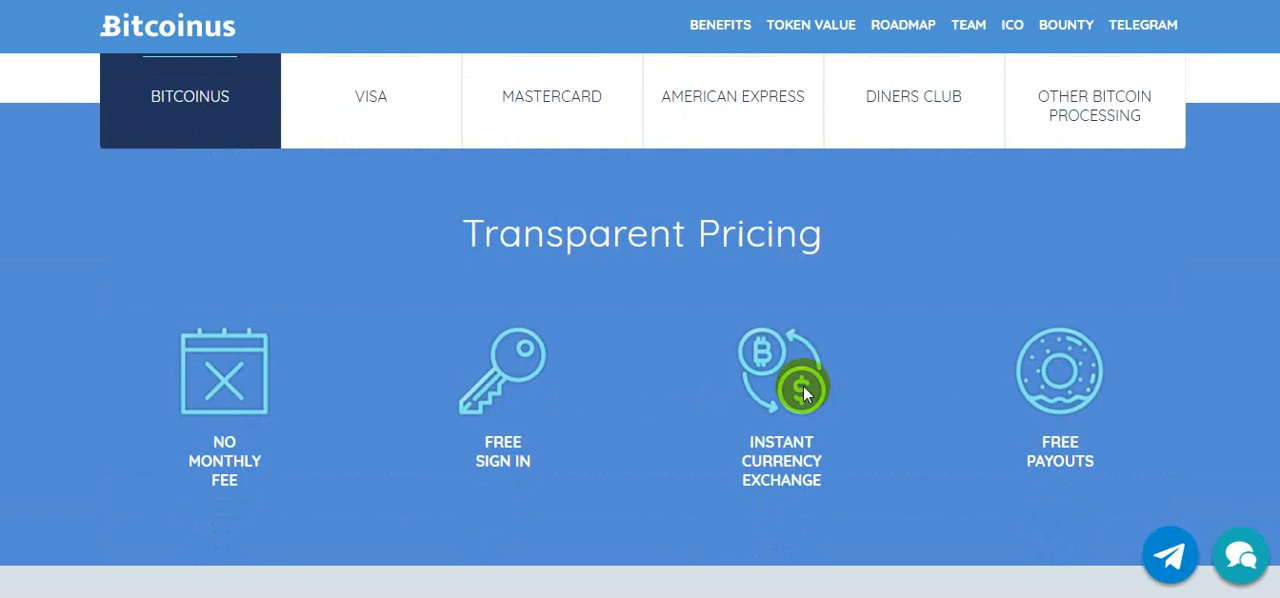 Bitcoinus
BENEFITS TOKEN VALUE ROADMAP TEAM ICO BOUNTY TELEGRAM
BITCOINUS
VISA
MASTERCARD
AMERICAN EXPRESS
DINERS CLUB
OTHER BITCOIN
PROCESSING
Transparent Pricing
NO
MONTHLY
FEE
FREE
SIGN IN
INSTANT
CURRENCY
EXCHANGE
FREE
PAYOUTS